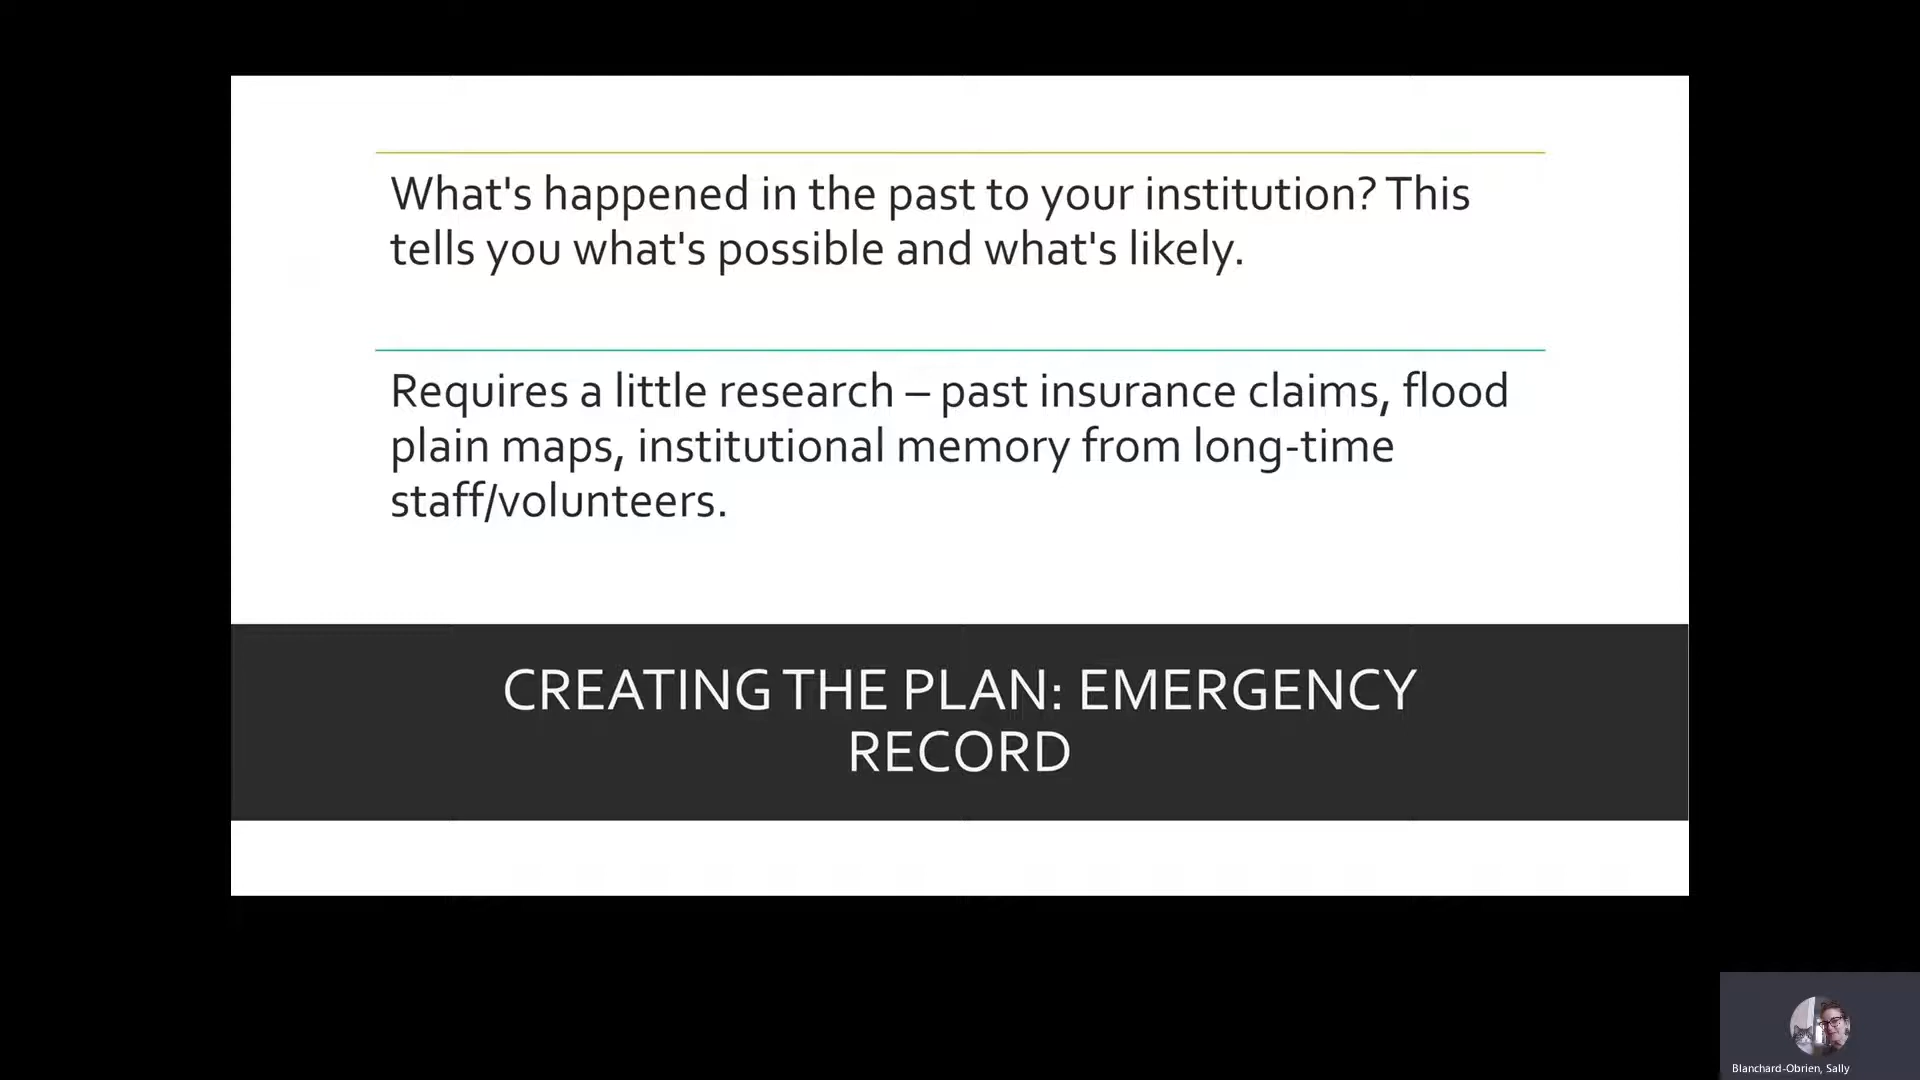 What's happened in the past to your institution? This
tells you what's possible and what's likely.
Requires a little research – past insurance claims, flood
plain maps, institutional memory from long-time
staff/volunteers.
CREATING THE PLAN: EMERGENCY
RECORD
Blanchard-Obrien, Sally